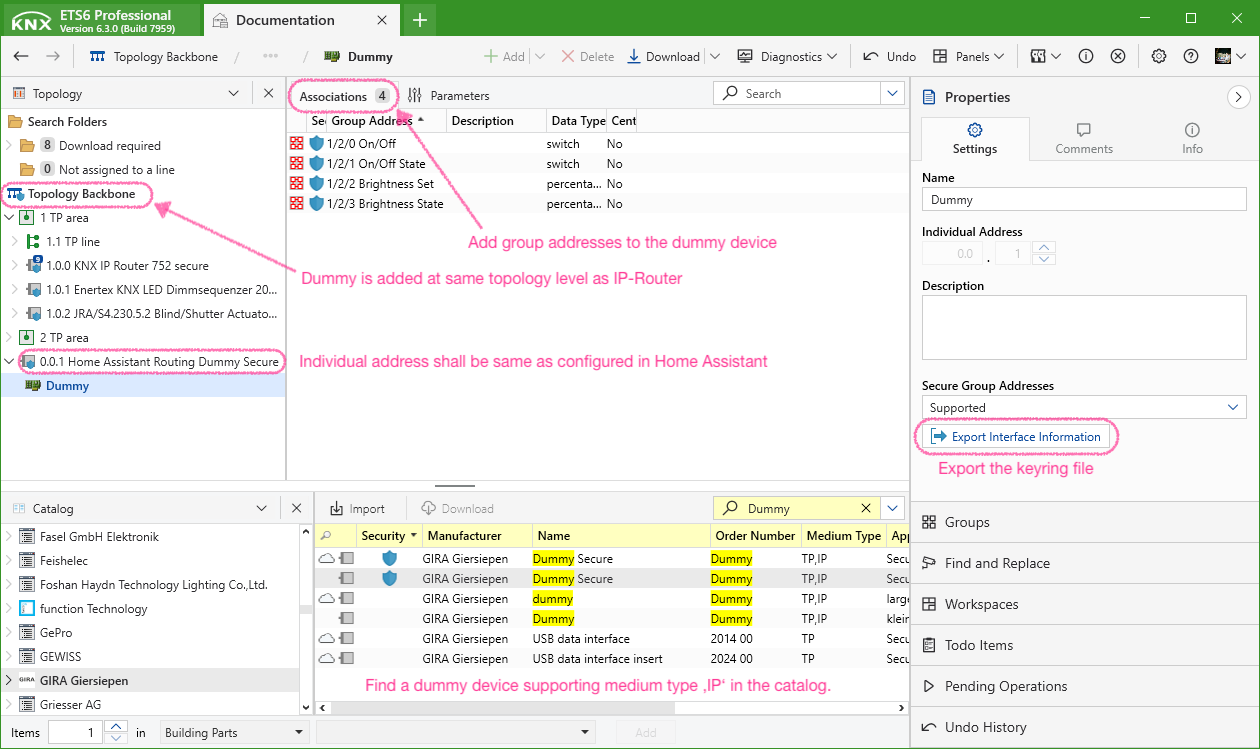 KNX
ETS6 Professional
Version 6.3.0 (Build 7959)
Documentation
Topology Backbone / ••• / Dummy
Add
Delete
Download
Diagnostics
Undo
Panels
Topology
Search Folders
8 Download required
0 Not assigned to a line
Topology Backbone
1 TP area
1.1 TP line
9
1.0.0 KNX IP Router 752 secure
1.0.1 Enertex KNX LED Dimmsequenzer 20...
1.0.2 JRA/S4.230.5.2 Blind/Shutter Actuato...
2 TP area
0.0.1 Home Assistant Routing Dummy Secure
Dummy
Associations 4
Parameters
Search
Sec Group Address Description Data Type Cent
1/2/0 On/Off switch No
1/2/1 On/Off State switch No
1/2/2 Brightness Set percenta... No
1/2/3 Brightness State percenta... No
Add group addresses to the dummy device
Dummy is added at same topology level as IP-Router
Individual address shall be same as configured in Home Assistant
Properties
Settings
Comments
Info
Name
Dummy
Individual Address
0.0 . 1
Description
Secure Group Addresses
Supported
Export Interface Information
Export the keyring file
Groups
Find and Replace
Workspaces
Todo Items
Pending Operations
Undo History
Catalog
Fasel GmbH Elektronik
Feishelec
Foshan Haydn Technology Lighting Co.,Ltd.
function Technology
GePro
GEWISS
GIRA GIRA Giersiepen
Griesser AG
Import
Download
Dummy
Security Manufacturer Name Order Number Medium Type App
GIRA Giersiepen Dummy Secure Dummy TP,IP Secu
GIRA Giersiepen Dummy Secure Dummy TP,IP Secu
GIRA Giersiepen dummy Dummy TP,IP large
GIRA Giersiepen Dummy Dummy TP,IP klein
GIRA Giersiepen USB data interface 2014 00 TP Secu
GIRA Giersiepen USB data interface insert 2024 00 TP Secu
Find a dummy device supporting medium type ‚IP‘ in the catalog.
Items 1 in Building Parts Add